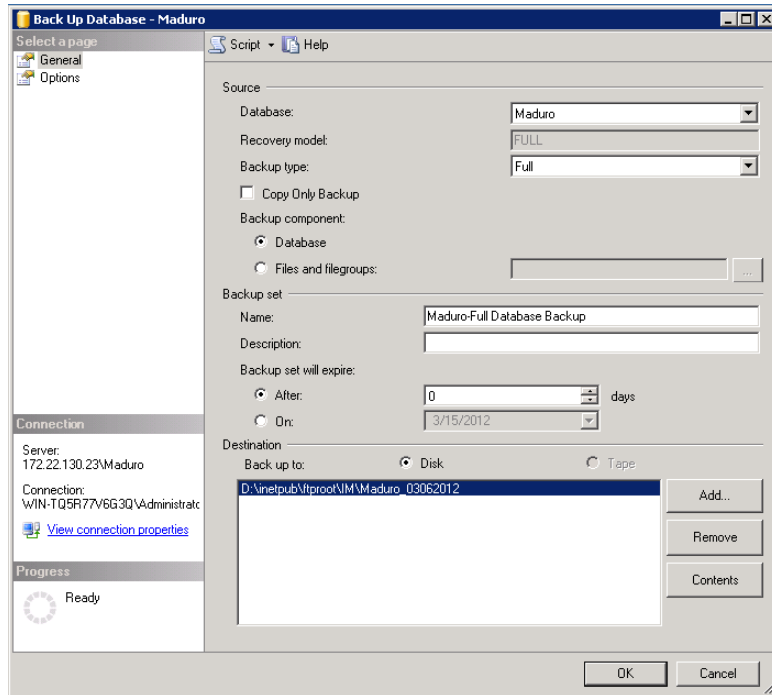 Back Up Database - Maduro
Select a page
General
Options
Script
Help
Source
Database:
Maduro
Recovery model:
FULL
Backup type:
Full
Copy Only Backup
Backup component:
Database
Files and filegroups:
...
Backup set
Name:
Maduro-Full Database Backup
Description:
Backup set will expire:
After:
0
days
On:
3/15/2012
Destination
Back up to:
Disk
Tape
D:\inetpub\ftproot\IM\Maduro_03062012
Add...
Remove
Contents
Connection
Server:
172.22.130.23\Maduro
Connection:
WIN-TQ5R77V6G3Q\Administrato
View connection properties
Progress
Ready
OK
Cancel